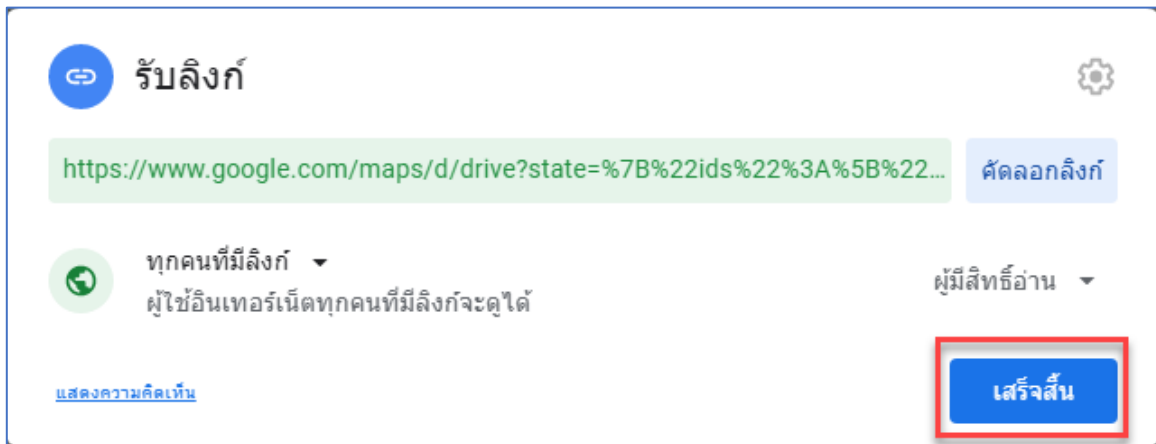 รับลิงก์
https://www.google.com/maps/d/drive?state=%7B%22ids%22%3A%5B%22...
คัดลอกลิงก์
ทุกคนที่มีลิงก์
ผู้ใช้อินเทอร์เน็ตทุกคนที่มีลิงก์จะดูได้
ผู้มีสิทธิ์อ่าน
แสดงความคิดเห็น
เสร็จสิ้น